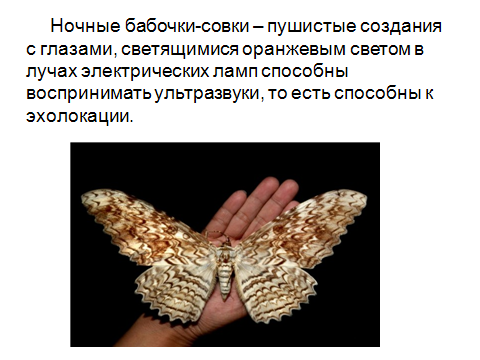 Ночные бабочки-совки – пушистые создания
с глазами, светящимися оранжевым светом в
лучах электрических ламп способны
воспринимать ультразвуки, то есть способны к
эхолокации.